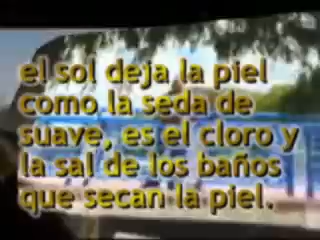 el sol deja la piel
como la seda de
suave, es el cloro y
la sal de los baños
que secan la piel.